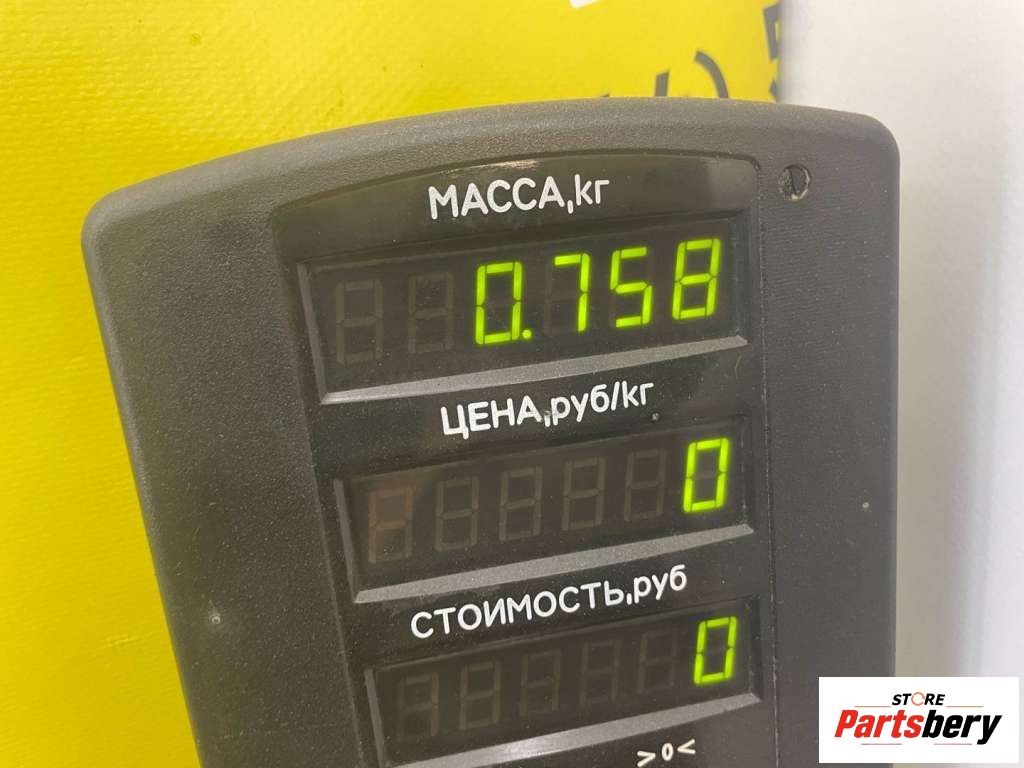 МАССА,кг
0.758
ЦЕНА,руб/кг
0
СТОИМОСТЬ,руб
0
>0<
STORE
Partsbery